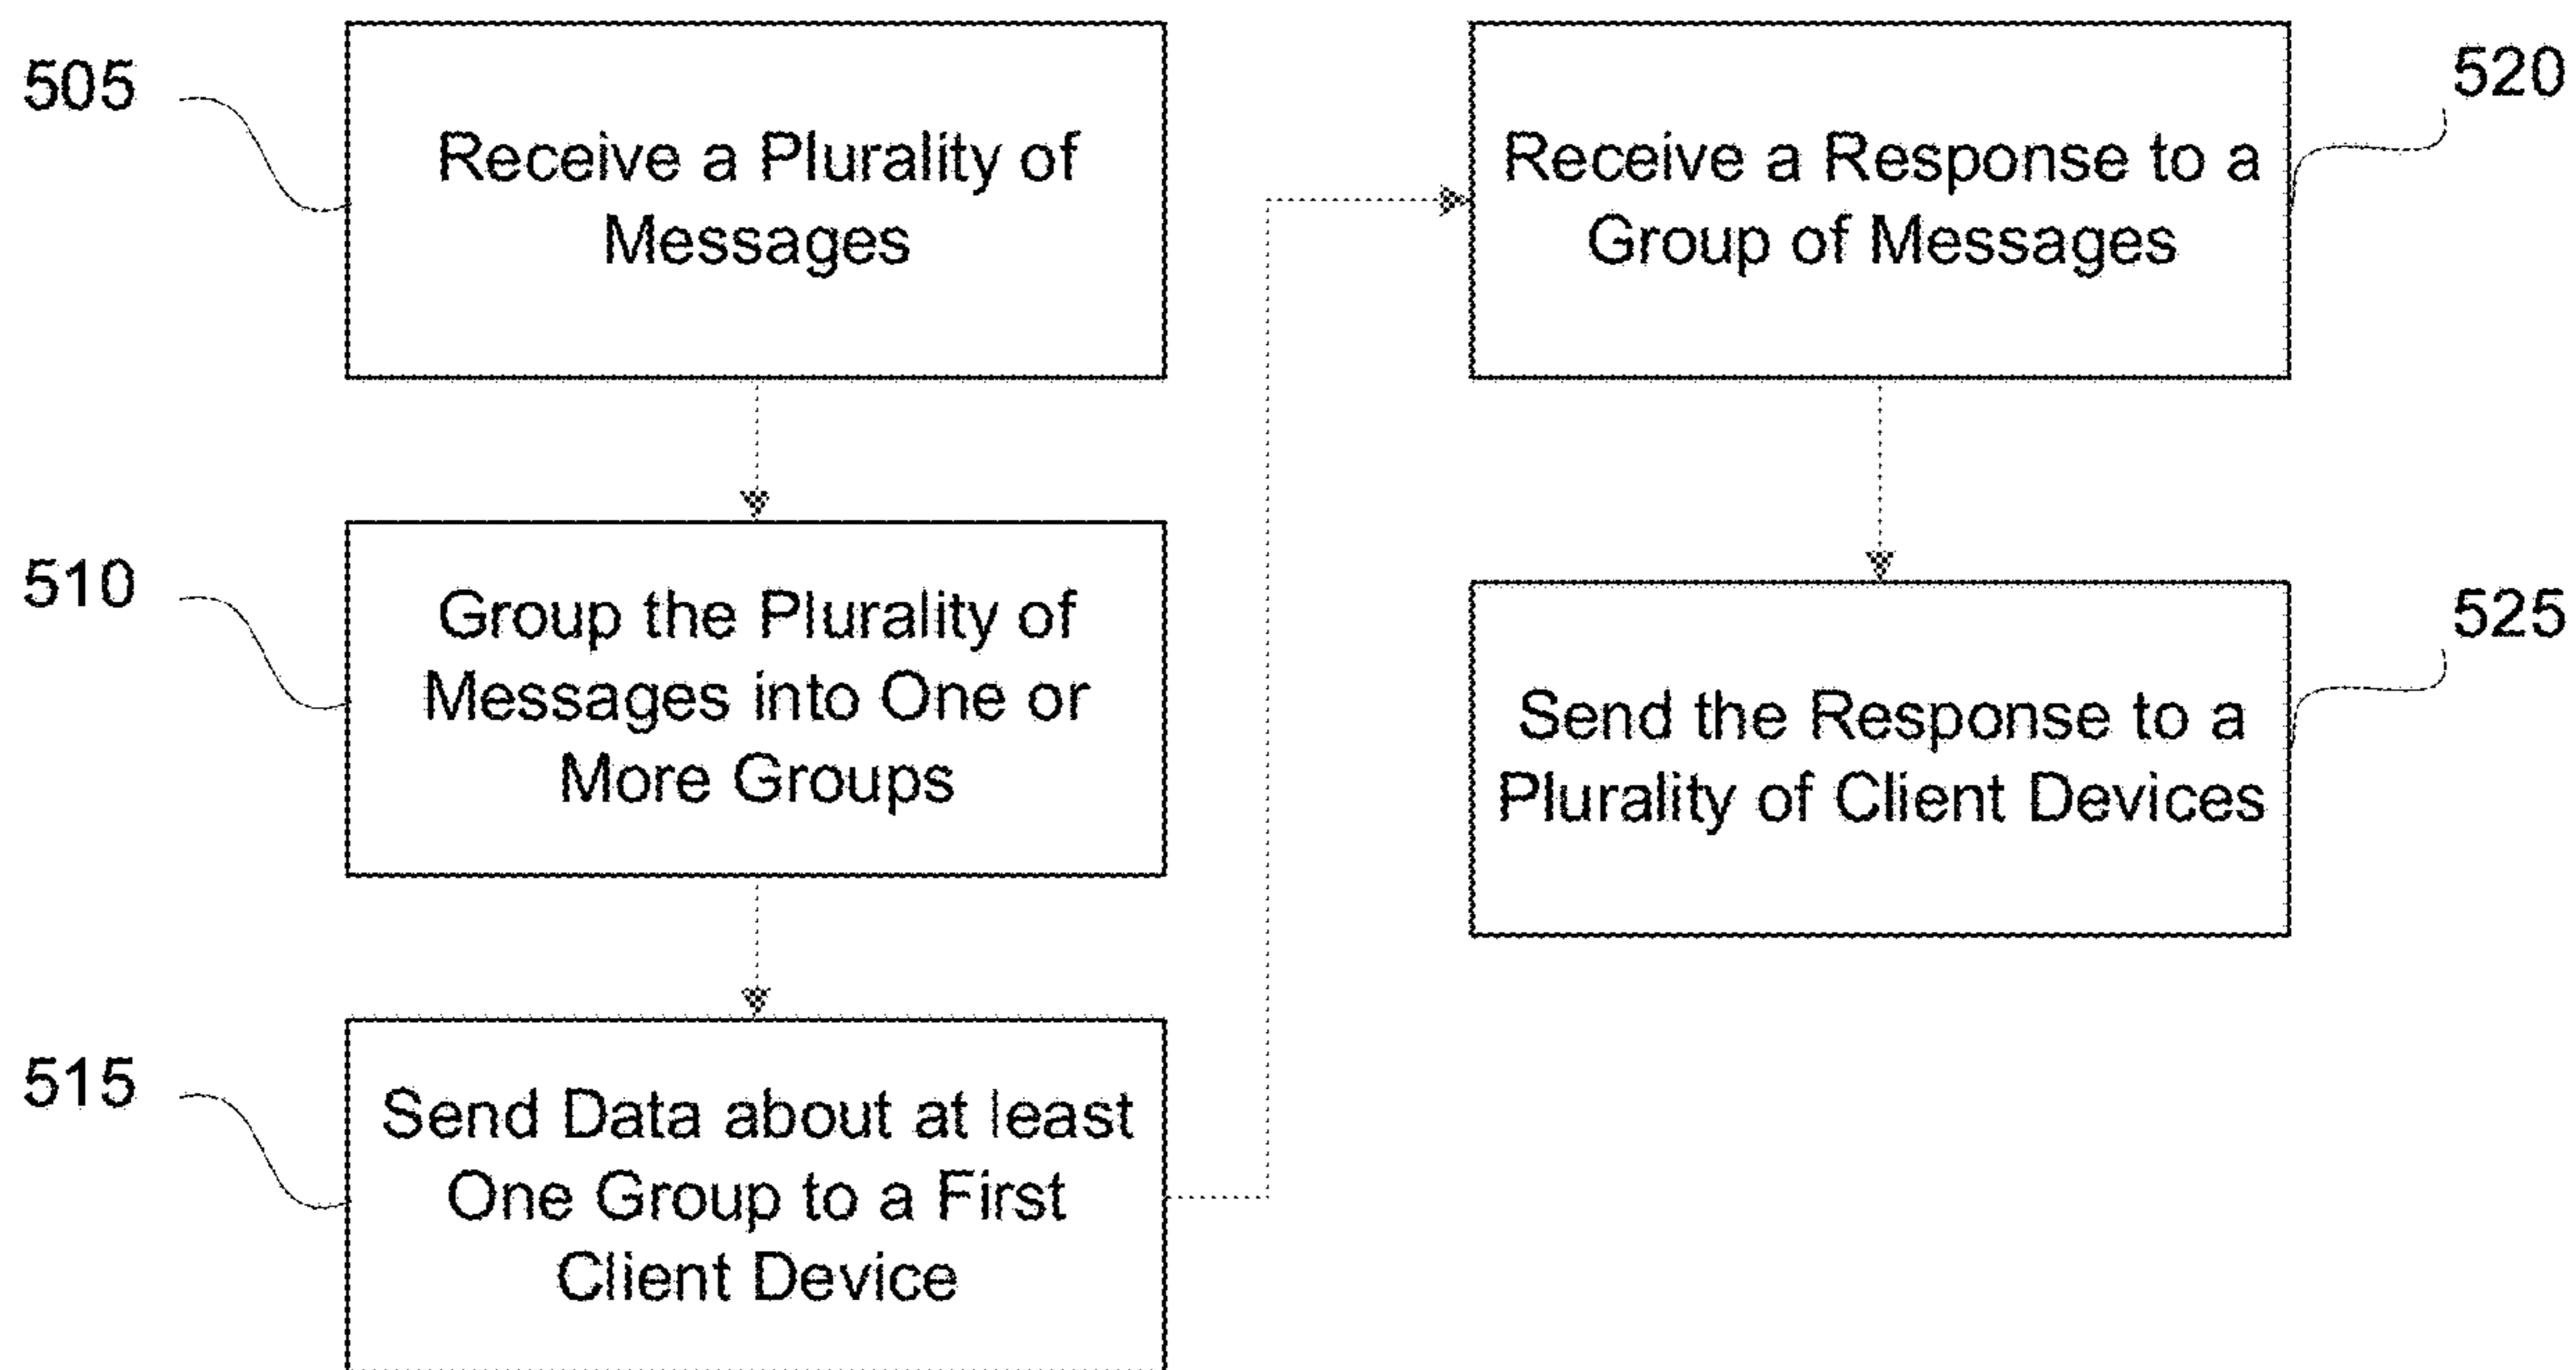 505
Receive a Plurality of
Messages
510
Group the Plurality of
Messages into One or
More Groups
515
Send Data about at least
One Group to a First
Client Device
520
Receive a Response to a
Group of Messages
525
Send the Response to a
Plurality of Client Devices